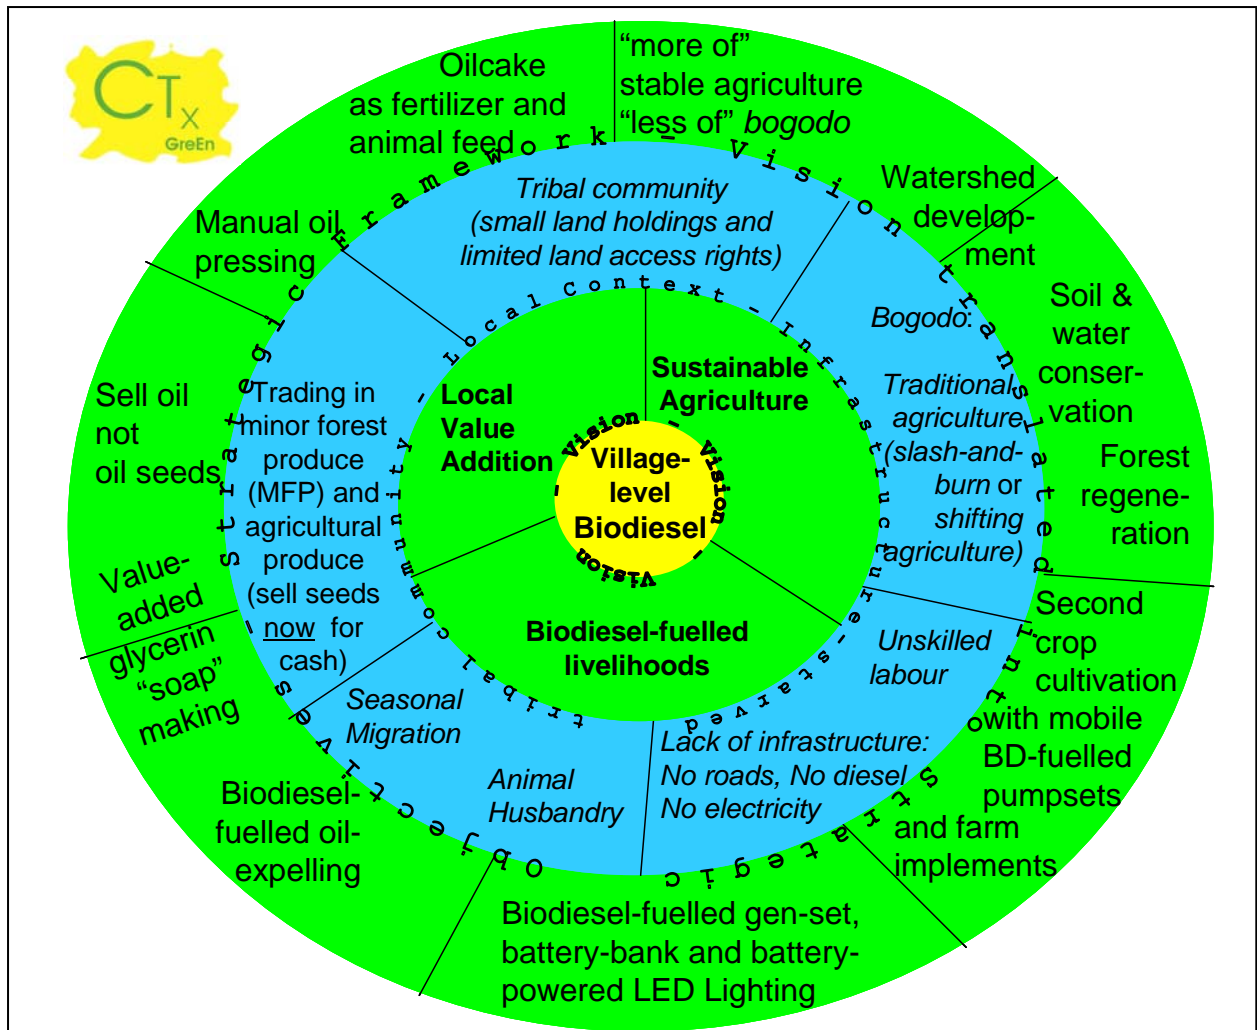 CTx
GreEn
Oilcake
as fertilizer and
animal feed
“more of”
stable agriculture
“less of” bogodo
Watershed
develop-
ment
Soil &
water
conser-
vation
Forest
regene-
ration
Second
crop
cultivation
with mobile
BD-fuelled
pumpsets
and farm
implements
Biodiesel-fuelled gen-set,
battery-bank and battery-
powered LED Lighting
Biodiesel-
fuelled oil-
expelling
Value-
added
glycerin
“soap”
making
Sell oil
not
oil seeds
Manual oil
pressing
Strategic Framework - Vision translated into Strategic Objectives -
Tribal community
(small land holdings and
limited land access rights)
Bogodo:
Traditional
agriculture
(slash-and-
burn or
shifting
agriculture)
Unskilled
labour
Lack of infrastructure:
No roads, No diesel
No electricity
Animal
Husbandry
Seasonal
Migration
Trading in
minor forest
produce
(MFP) and
agricultural
produce
(sell seeds
now for
cash)
- Local Context - Infrastructure-starved tribal community
Local
Value
Addition
Sustainable
Agriculture
Biodiesel-fuelled
livelihoods
- Vision - Vision - Vision
Village-
level
Biodiesel